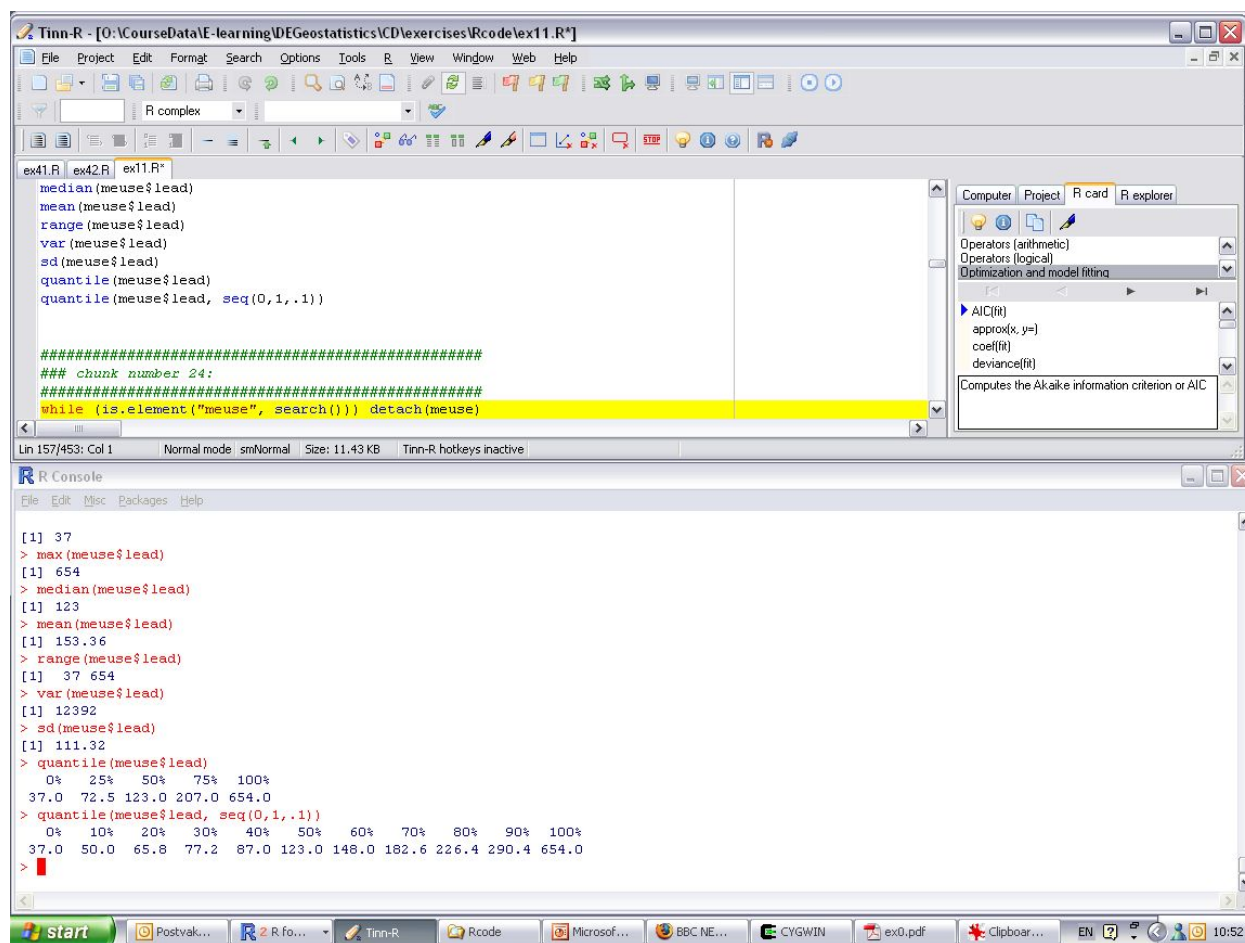 Tinn-R - [O:\CourseData\E-learning\DEGeostatistics\CD\exercises\Rcode\ex11.R*]
File Project Edit Format Search Options Tools R View Window Web Help
R complex
STOP
ex41.R ex42.R ex11.R*
median(meuse$lead)
mean(meuse$lead)
range(meuse$lead)
var(meuse$lead)
sd(meuse$lead)
quantile(meuse$lead)
quantile(meuse$lead, seq(0,1,.1))
###################################################
### chunk number 24:
###################################################
while (is.element("meuse", search())) detach(meuse)
Computer Project R card R explorer
Operators (arithmetic)
Operators (logical)
Optimization and model fitting
AIC(fit)
approx(x, y=)
coef(fit)
deviance(fit)
Computes the Akaike information criterion or AIC
Lin 157/453: Col 1 Normal mode smNormal Size: 11.43 KB Tinn-R hotkeys inactive
R Console
File Edit Misc Packages Help
[1] 37
> max(meuse$lead)
[1] 654
> median(meuse$lead)
[1] 123
> mean(meuse$lead)
[1] 153.36
> range(meuse$lead)
[1] 37 654
> var(meuse$lead)
[1] 12392
> sd(meuse$lead)
[1] 111.32
> quantile(meuse$lead)
0% 25% 50% 75% 100%
37.0 72.5 123.0 207.0 654.0
> quantile(meuse$lead, seq(0,1,.1))
0% 10% 20% 30% 40% 50% 60% 70% 80% 90% 100%
37.0 50.0 65.8 77.2 87.0 123.0 148.0 182.6 226.4 290.4 654.0
>
start Postvak... 2 R fo... Tinn-R Rcode Microsof... BBC NE... CYGWIN ex0.pdf Clipboar... EN 10:52